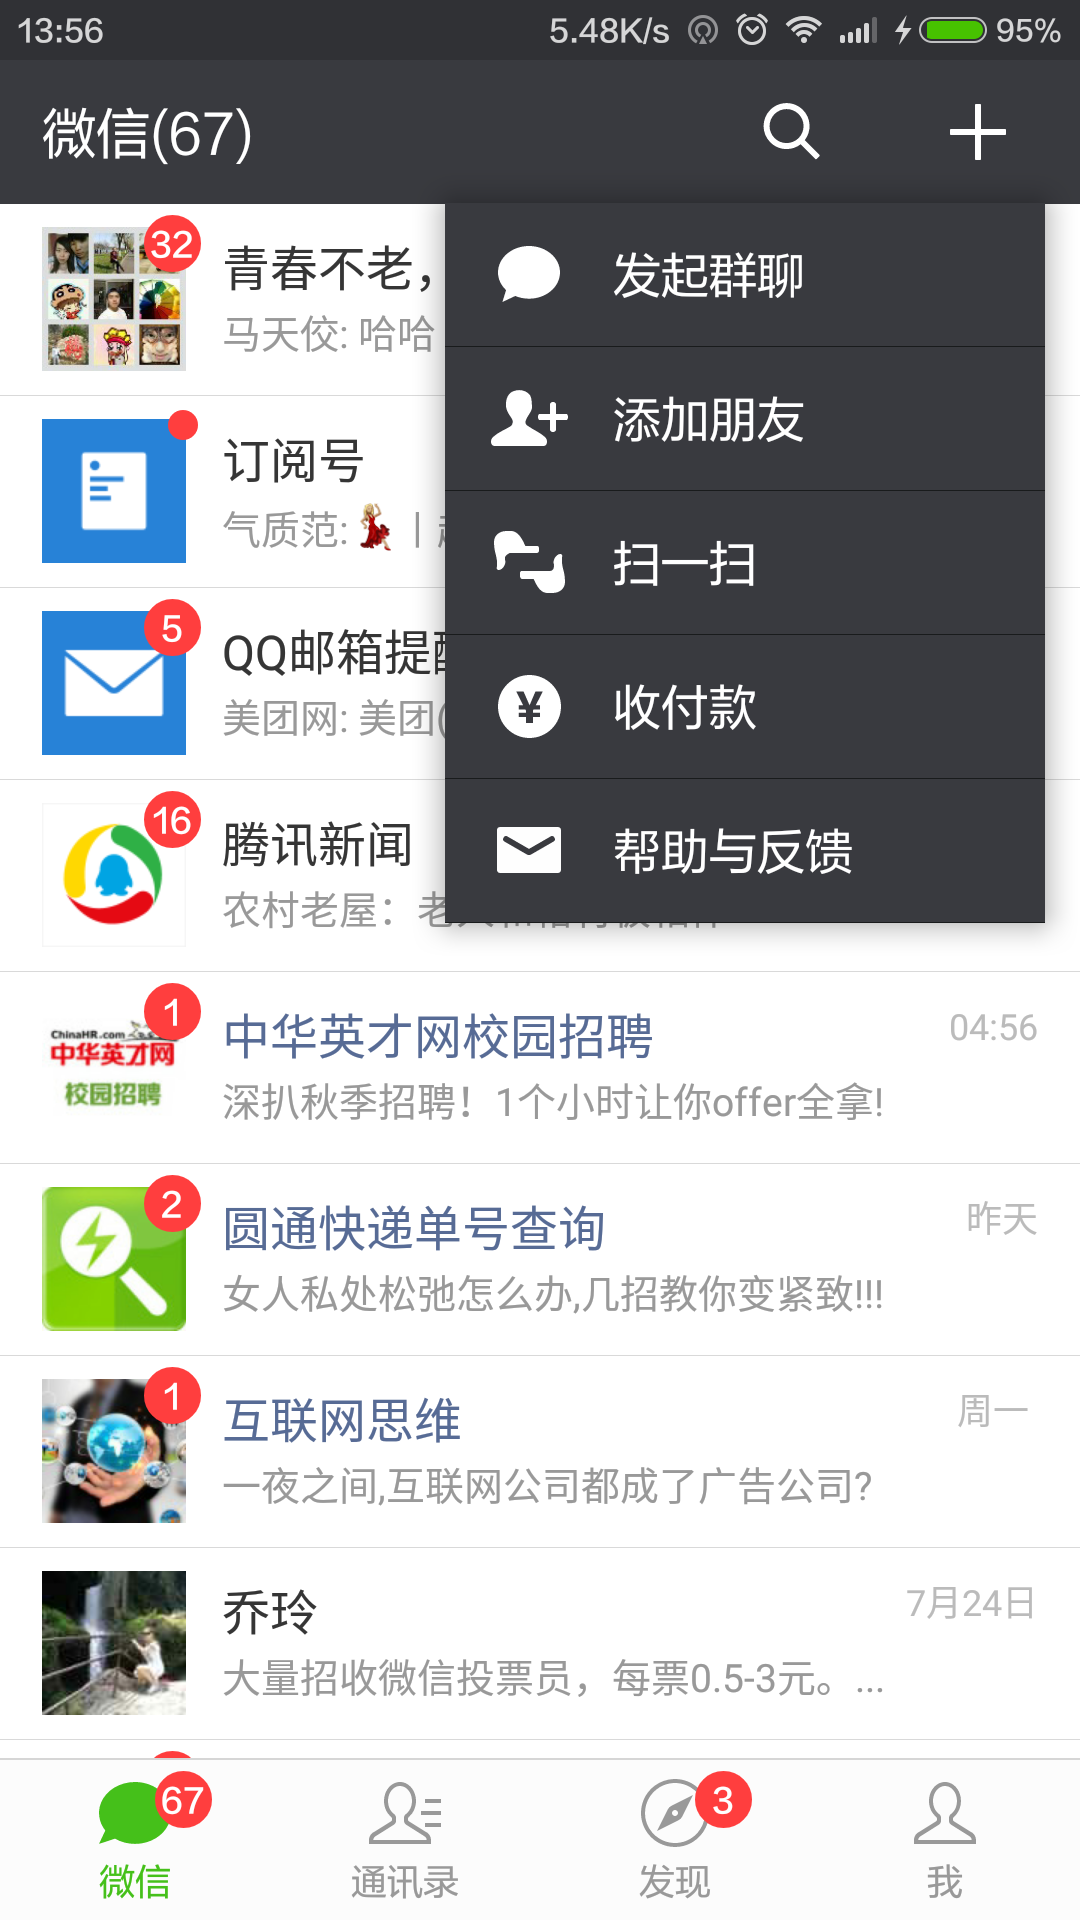 13:56 5.48K/s 95%
微信(67)
32
青春不老，
马天佼: 哈哈
发起群聊
添加朋友
扫一扫
¥ 收付款
帮助与反馈
订阅号
气质范: 💃丨
5
QQ邮箱提醒
美团网: 美团(
16
腾讯新闻
农村老屋：老人
1
ChinaHR.com
中华英才网
校园招聘
中华英才网校园招聘 04:56
深扒秋季招聘！1个小时让你offer全拿!
2
圆通快递单号查询 昨天
女人私处松弛怎么办,几招教你变紧致!!!
1
互联网思维 周一
一夜之间,互联网公司都成了广告公司?
乔玲 7月24日
大量招收微信投票员，每票0.5-3元。...
67 3
微信 通讯录 发现 我